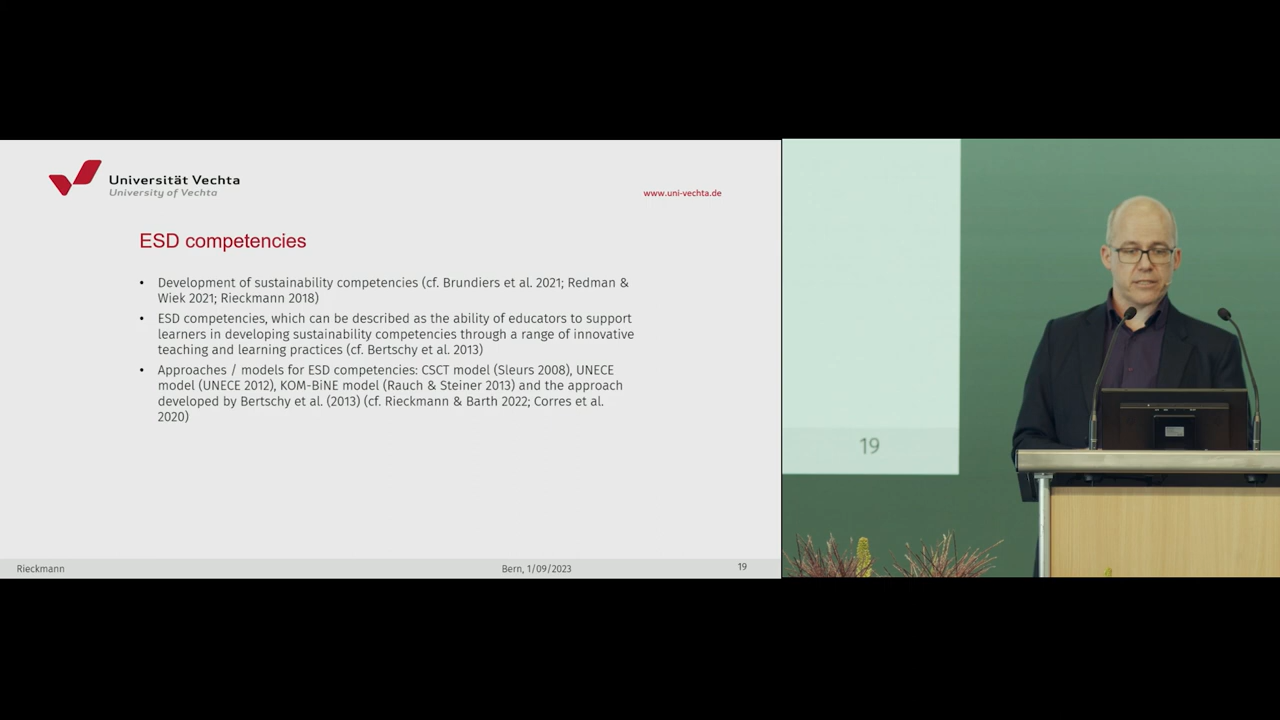 Universität Vechta
University of Vechta
www.uni-vechta.de
ESD competencies
• Development of sustainability competencies (cf. Brundiers et al. 2021; Redman &
Wiek 2021; Rieckmann 2018)
• ESD competencies, which can be described as the ability of educators to support
learners in developing sustainability competencies through a range of innovative
teaching and learning practices (cf. Bertschy et al. 2013)
• Approaches / models for ESD competencies: CSCT model (Sleurs 2008), UNECE
model (UNECE 2012), KOM-BiNE model (Rauch & Steiner 2013) and the approach
developed by Bertschy et al. (2013) (cf. Rieckmann & Barth 2022; Corres et al.
2020)
Rieckmann
Bern, 1/09/2023
19
19